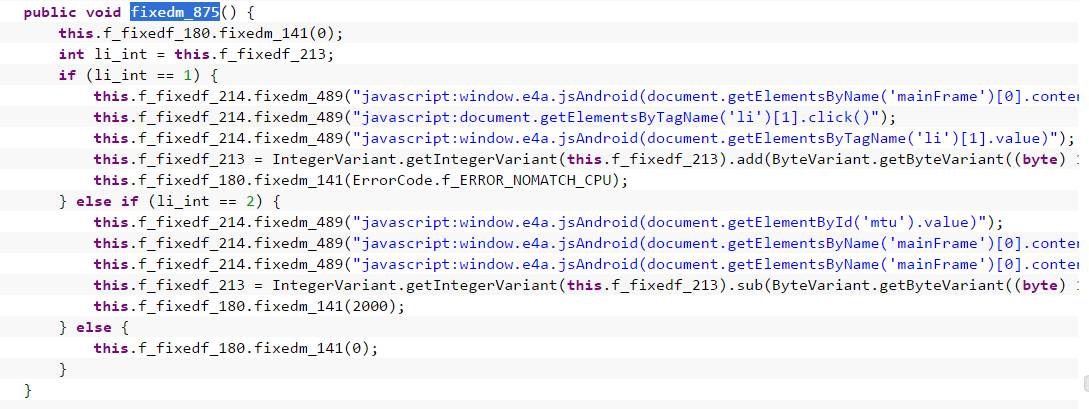 public void fixedm_875() {
this.f_fixedf_180.fixedm_141(0);
int li_int = this.f_fixedf_213;
if (li_int == 1) {
this.f_fixedf_214.fixedm_489("javascript:window.e4a.jsAndroid(document.getElementsByName('mainFrame')[0].conten
this.f_fixedf_214.fixedm_489("javascript:document.getElementsByTagName('li')[1].click()");
this.f_fixedf_214.fixedm_489("javascript:window.e4a.jsAndroid(document.getElementsByTagName('li')[1].value)");
this.f_fixedf_213 = IntegerVariant.getIntegerVariant(this.f_fixedf_213).add(ByteVariant.getByteVariant((byte) 1
this.f_fixedf_180.fixedm_141(ErrorCode.f_ERROR_NOMATCH_CPU);
} else if (li_int == 2) {
this.f_fixedf_214.fixedm_489("javascript:window.e4a.jsAndroid(document.getElementById('mtu').value)");
this.f_fixedf_214.fixedm_489("javascript:window.e4a.jsAndroid(document.getElementsByName('mainFrame')[0].conten
this.f_fixedf_214.fixedm_489("javascript:window.e4a.jsAndroid(document.getElementsByName('mainFrame')[0].conten
this.f_fixedf_213 = IntegerVariant.getIntegerVariant(this.f_fixedf_213).sub(ByteVariant.getByteVariant((byte) 1
this.f_fixedf_180.fixedm_141(2000);
} else {
this.f_fixedf_180.fixedm_141(0);
}
}